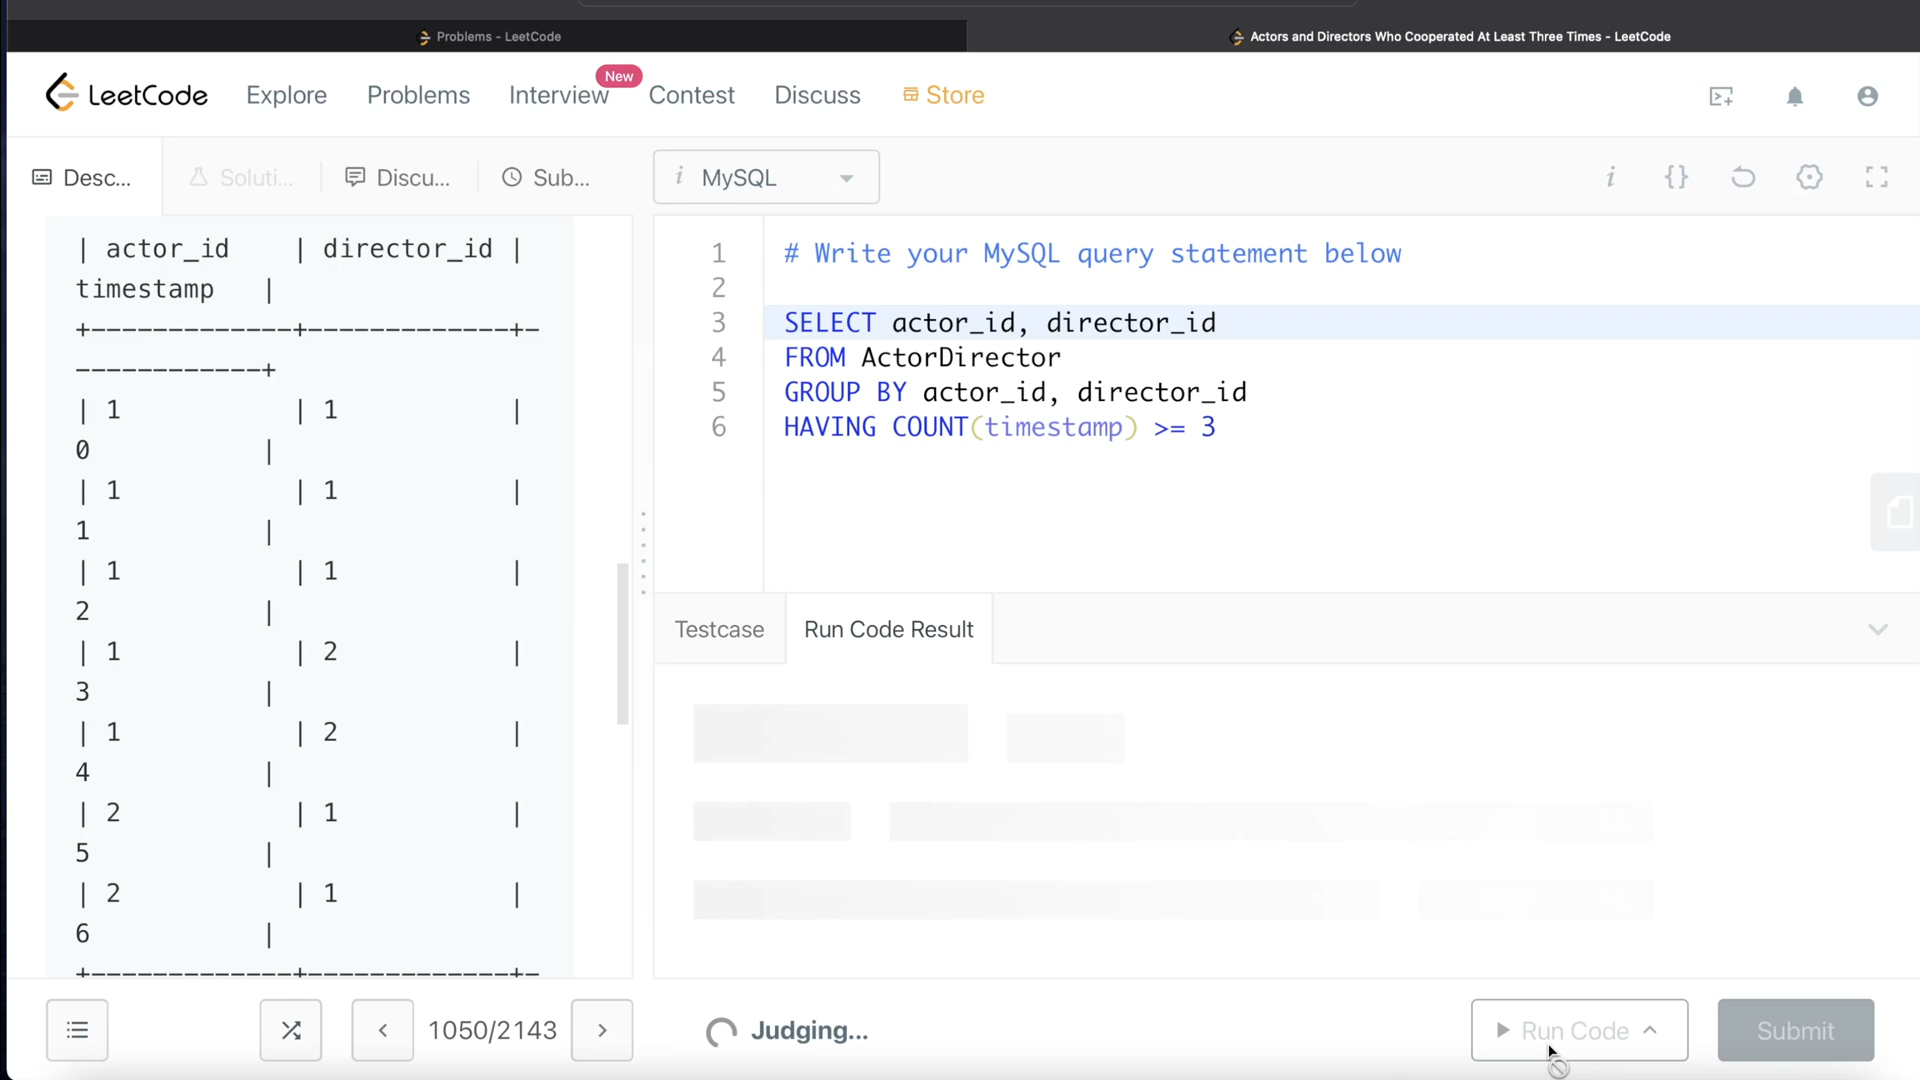 Problems - LeetCode
Actors and Directors Who Cooperated At Least Three Times - LeetCode
LeetCode Explore Problems Interview New Contest Discuss Store
Desc... Soluti... Discu... Sub...
i MySQL
i {}
| actor_id | director_id |
timestamp |
+-------------+-------------+-
------------+
| 1 | 1 |
0 |
| 1 | 1 |
1 |
| 1 | 1 |
2 |
| 1 | 2 |
3 |
| 1 | 2 |
4 |
| 2 | 1 |
5 |
| 2 | 1 |
6 |
+-------------+-------------+-
1 # Write your MySQL query statement below
2
3 SELECT actor_id, director_id
4 FROM ActorDirector
5 GROUP BY actor_id, director_id
6 HAVING COUNT(timestamp) >= 3
Testcase Run Code Result
1050/2143
Judging...
Run Code
Submit